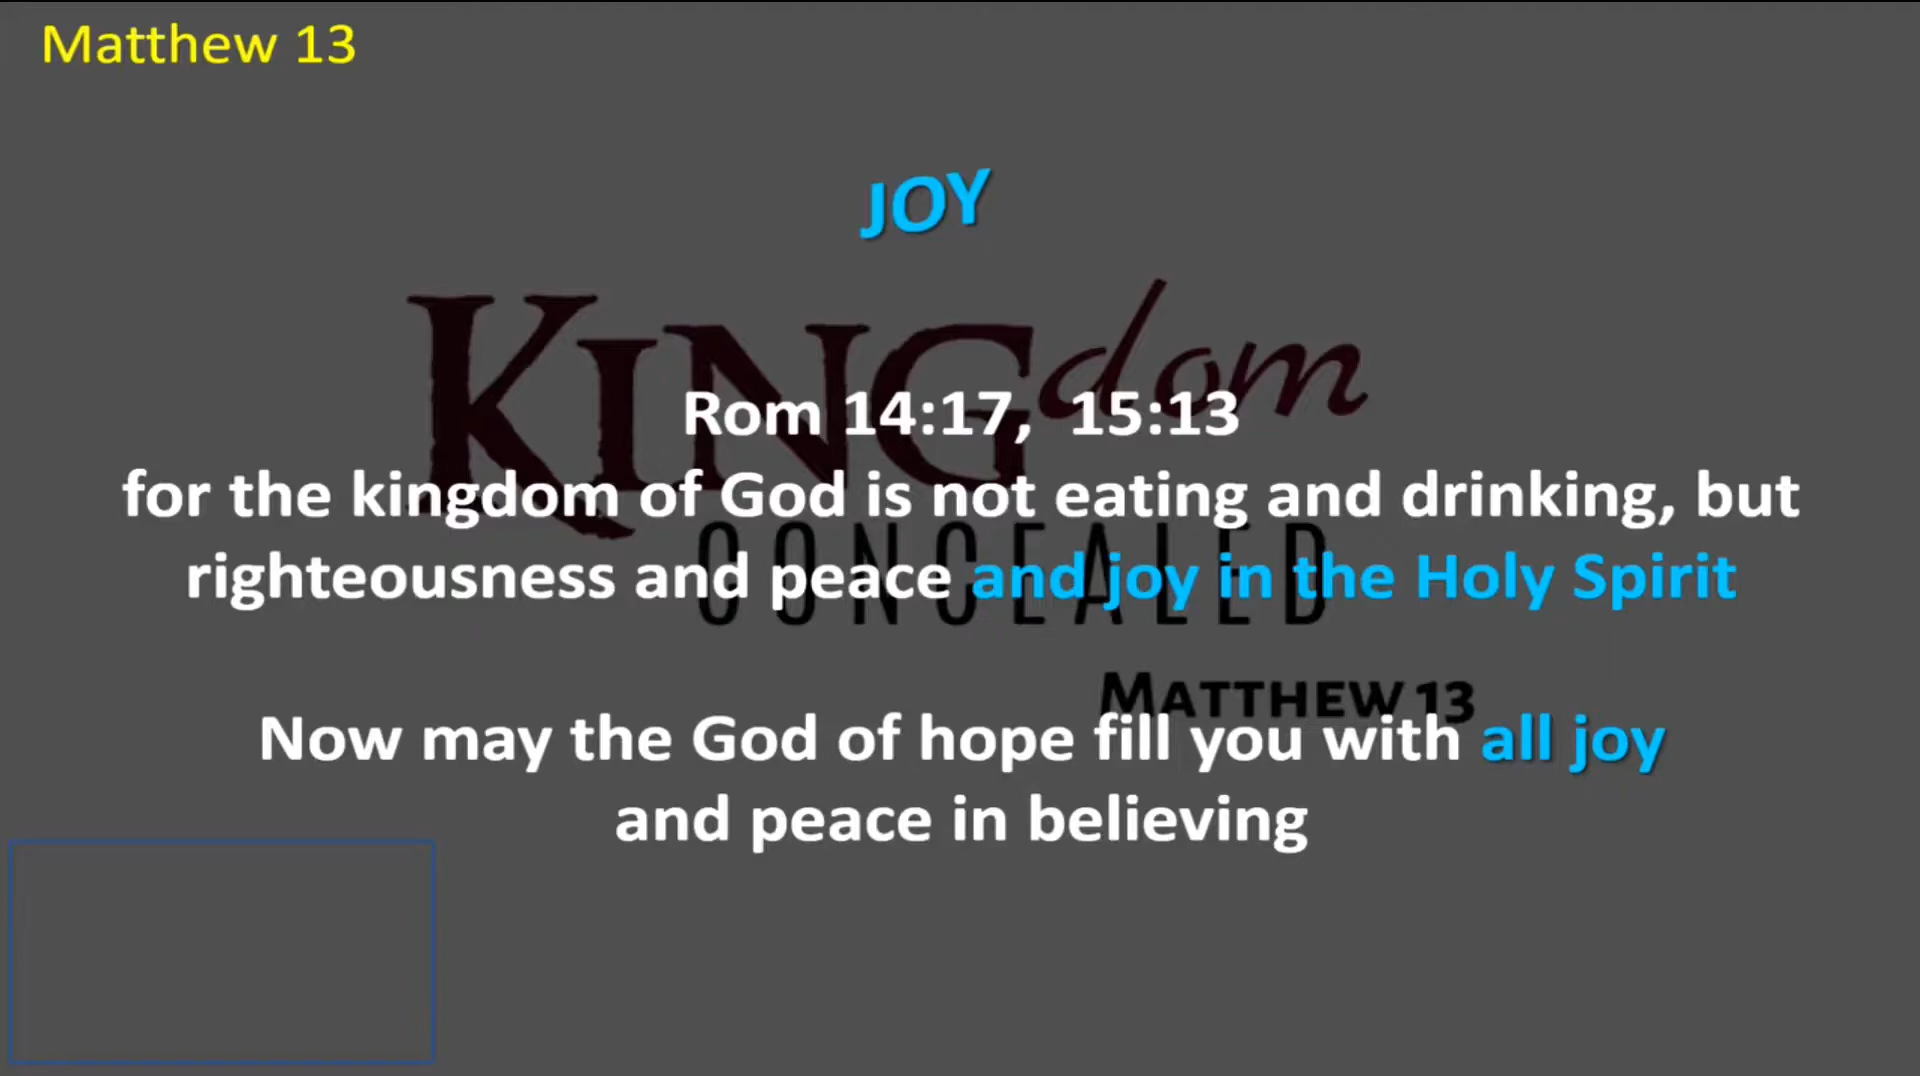 Matthew 13
JOY
KINGdom
CONCEALED
MATTHEW 13
Rom 14:17,  15:13
for the kingdom of God is not eating and drinking, but
righteousness and peace and joy in the Holy Spirit
Now may the God of hope fill you with all joy
and peace in believing